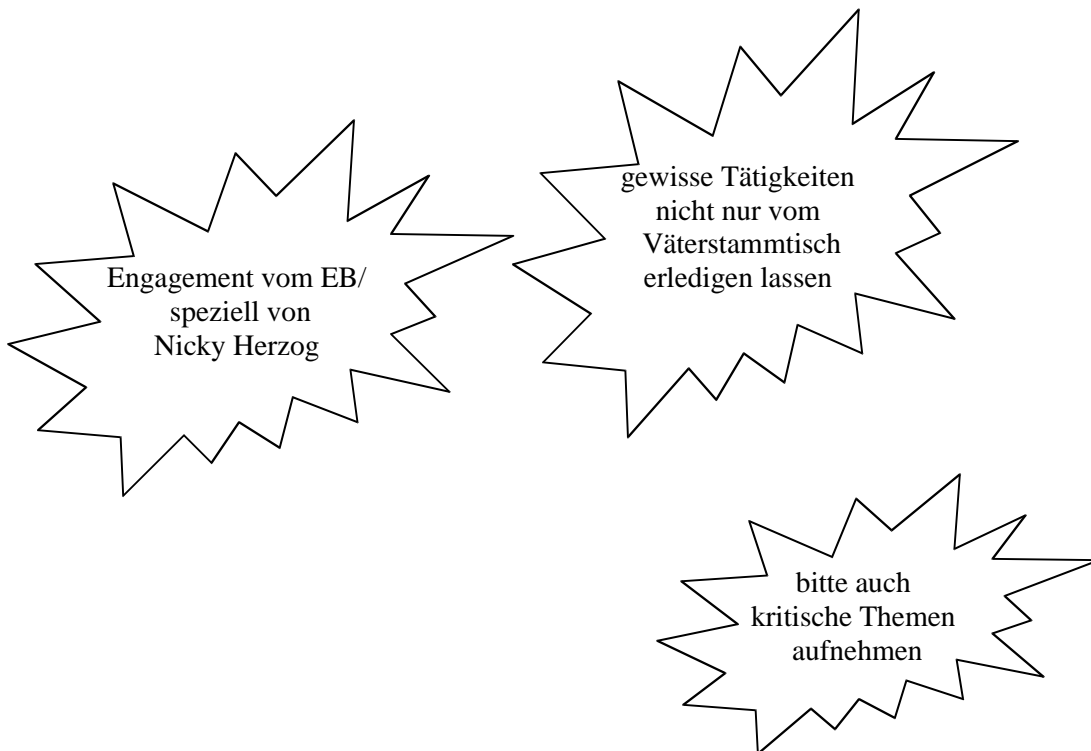 Engagement vom EB/
speziell von
Nicky Herzog
gewisse Tätigkeiten
nicht nur vom
Väterstammtisch
erledigen lassen
bitte auch
kritische Themen
aufnehmen